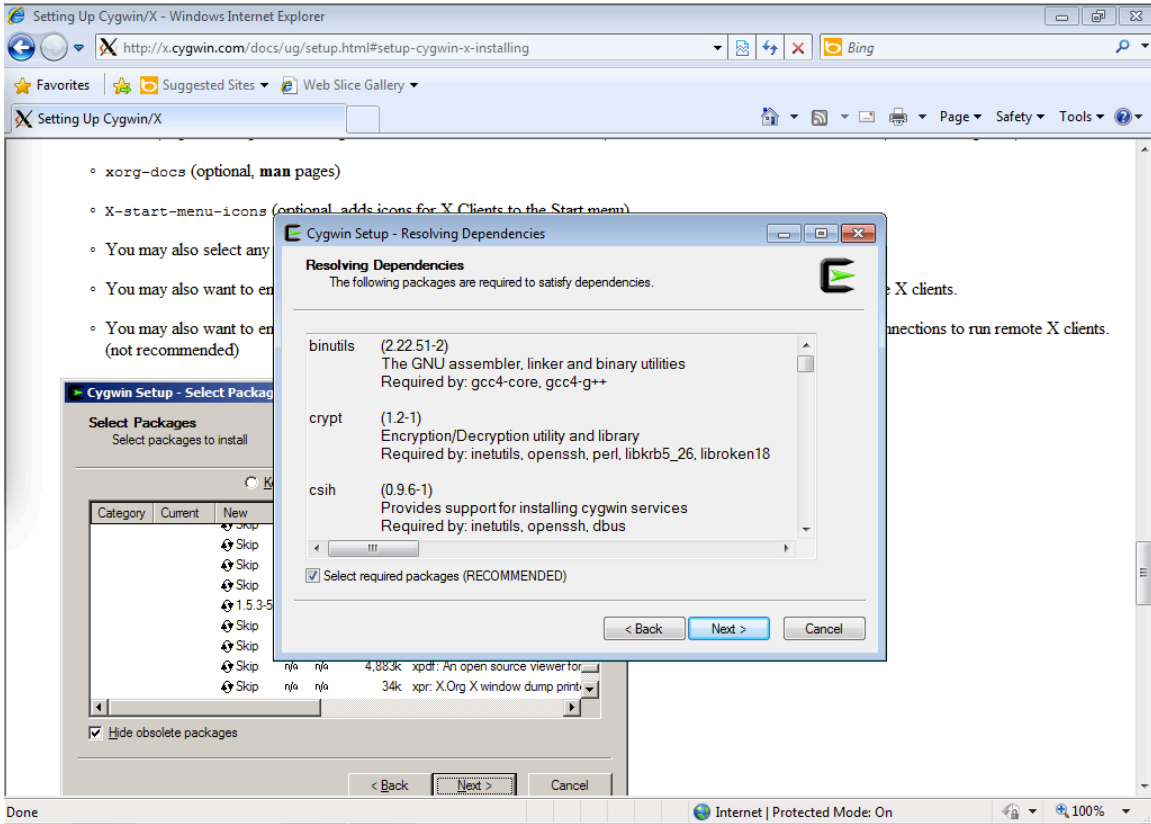 Setting Up Cygwin/X - Windows Internet Explorer
http://x.cygwin.com/docs/ug/setup.html#setup-cygwin-x-installing
Bing
Favorites
Suggested Sites
Web Slice Gallery
Setting Up Cygwin/X
Page
Safety
Tools
xorg-docs (optional, man pages)
X-start-menu-icons (optional, adds icons for X Clients to the Start menu)
You may also select any
You may also want to en
e X clients.
You may also want to en
nnections to run remote X clients.
(not recommended)
Cygwin Setup - Resolving Dependencies
Resolving Dependencies
The following packages are required to satisfy dependencies.
binutils (2.22.51-2)
The GNU assembler, linker and binary utilities
Required by: gcc4-core, gcc4-g++
crypt (1.2-1)
Encryption/Decryption utility and library
Required by: inetutils, openssh, perl, libkrb5_26, libroken18
csih (0.9.6-1)
Provides support for installing cygwin services
Required by: inetutils, openssh, dbus
Select required packages (RECOMMENDED)
< Back Next > Cancel
Cygwin Setup - Select Packag
Select Packages
Select packages to install
Category Current New
Skip
Skip
Skip
Skip
1.5.3-5
Skip
Skip
Skip n/a n/a 4,883k xpdf: An open source viewer for
Skip n/a n/a 34k xpr: X.Org X window dump print
Hide obsolete packages
< Back Next > Cancel
Done
Internet | Protected Mode: On
100%